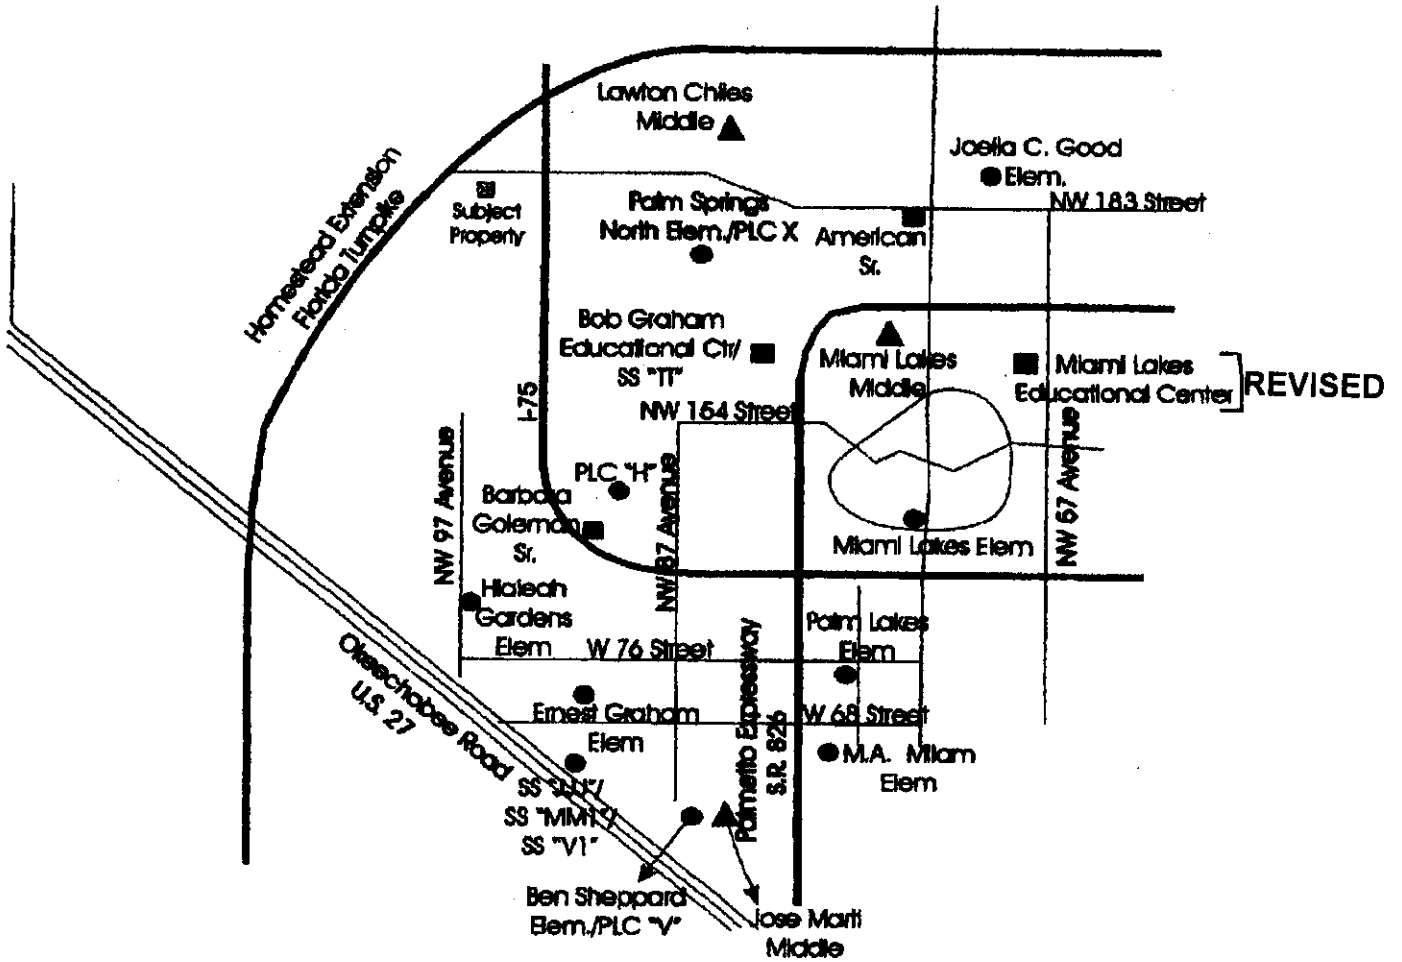 Lawton Chiles
Middle
Joella C. Good
Elem.
Homestead Extension
Florida Turnpike
Subject
Property
Palm Springs
North Elem./PLC X
NW 183 Street
American
Sr.
Bob Graham
Educational Ctr/
SS "TT"
Miami Lakes
Middle
Miami Lakes
Educational Center
REVISED
I-75
NW 154 Street
NW 97 Avenue
PLC "H"
Barbara
Goleman
Sr.
NW 87 Avenue
NW 67 Avenue
Miami Lakes Elem
Hialeah
Gardens
Elem
W 76 Street
Palm Lakes
Elem
Okeechobee Road
U.S. 27
Palmetto Expressway
S.R. 826
Ernest Graham
Elem
W 68 Street
M.A. Milam
Elem
SS "JJ1"/
SS "MM1"/
SS "V1"
Ben Sheppard
Elem./PLC "V"
Jose Marti
Middle